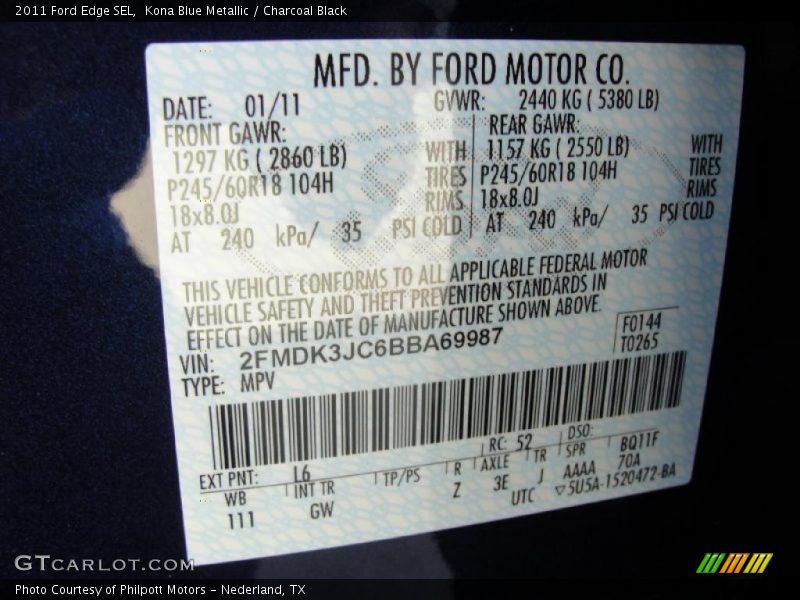 2011 Ford Edge SEL, Kona Blue Metallic / Charcoal Black
MFD. BY FORD MOTOR CO.
DATE: 01/11 GVWR: 2440 KG ( 5380 LB)
FRONT GAWR: REAR GAWR:
1297 KG ( 2860 LB) WITH 1157 KG ( 2550 LB) WITH
P245/60R18 104H TIRES P245/60R18 104H TIRES
18x8.0J RIMS 18x8.0J RIMS
AT 240 kPa/ 35 PSI COLD AT 240 kPa/ 35 PSI COLD
THIS VEHICLE CONFORMS TO ALL APPLICABLE FEDERAL MOTOR
VEHICLE SAFETY AND THEFT PREVENTION STANDARDS IN
EFFECT ON THE DATE OF MANUFACTURE SHOWN ABOVE.
VIN: 2FMDK3JC6BBA69987 F0144
TYPE: MPV T0265
EXT PNT: L6 RC: 52 DSO: BQ11F
WB INT TR TP/PS R AXLE TR SPR 70A
111 GW Z 3E J AAAA
UTC ▽5U5A-1520472-BA
GTCARLOT.COM
Photo Courtesy of Philpott Motors - Nederland, TX